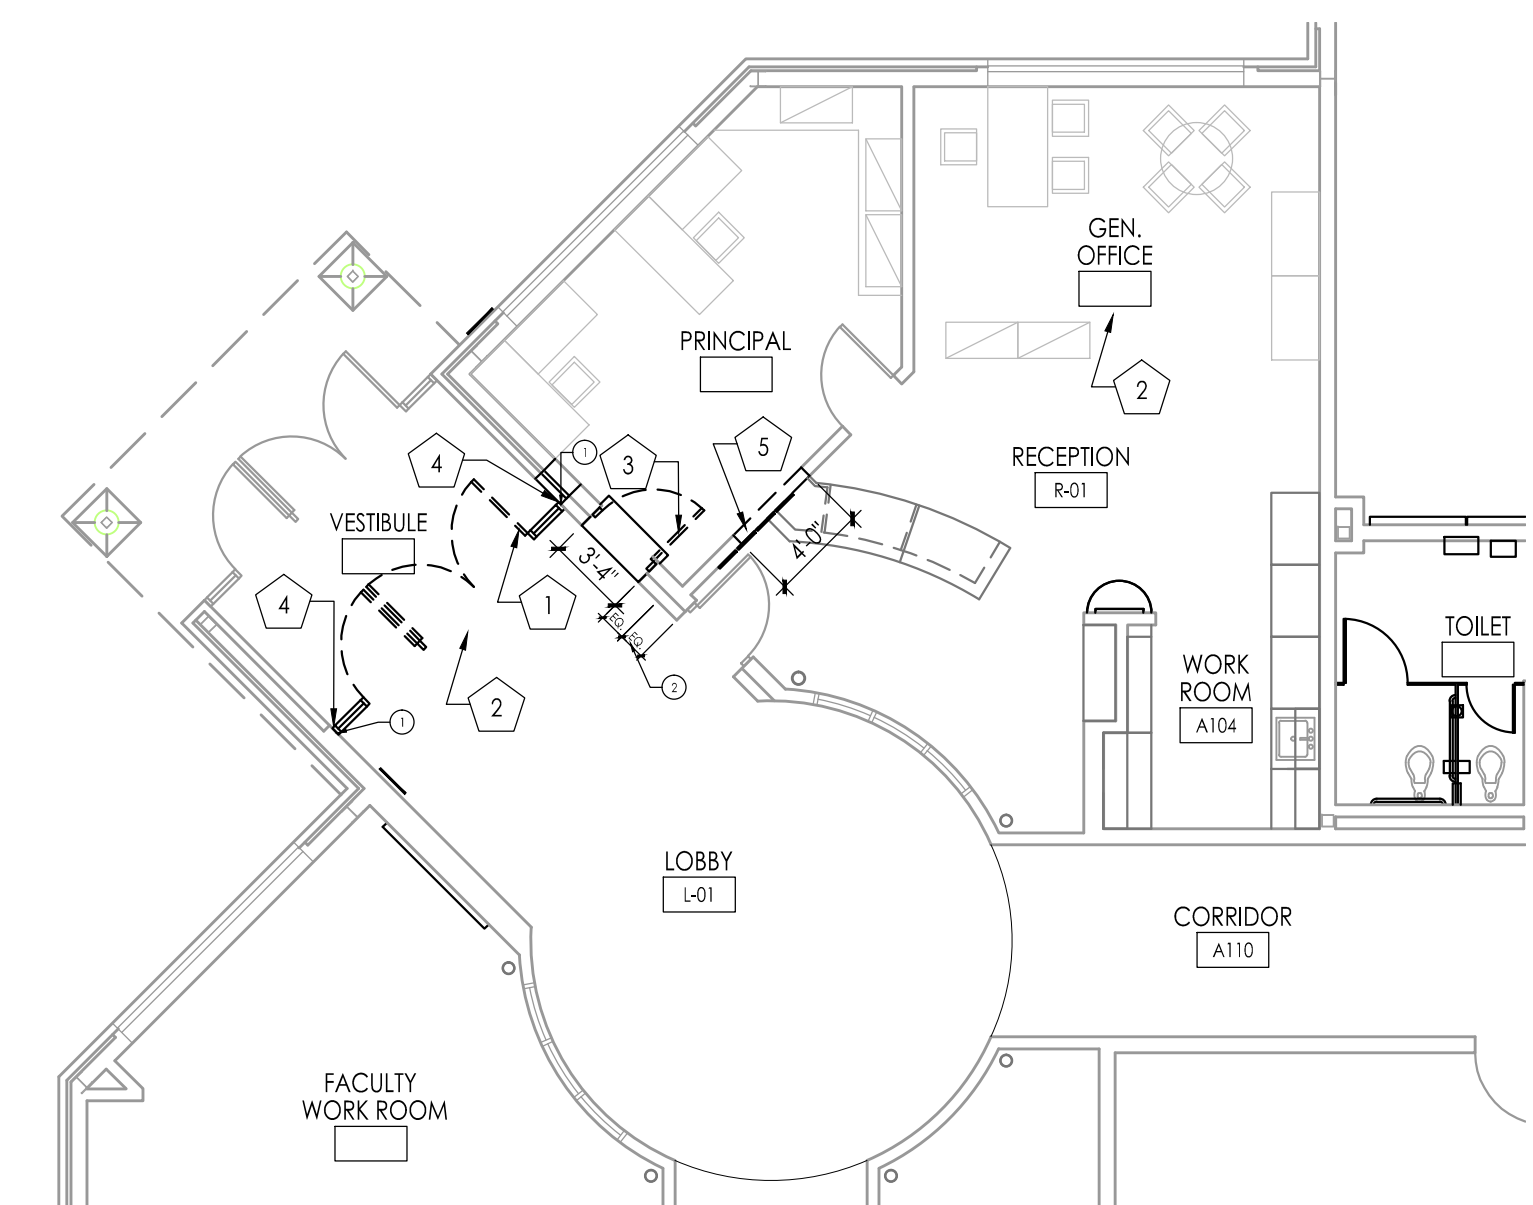 GEN.
OFFICE
PRINCIPAL
2
5
4
1
3
RECEPTION
R-01
VESTIBULE
4'-0"
3'-4"
4
1
EQ.
EQ.
TOILET
2
2
WORK
ROOM
A104
1
LOBBY
L-01
CORRIDOR
A110
FACULTY
WORK ROOM